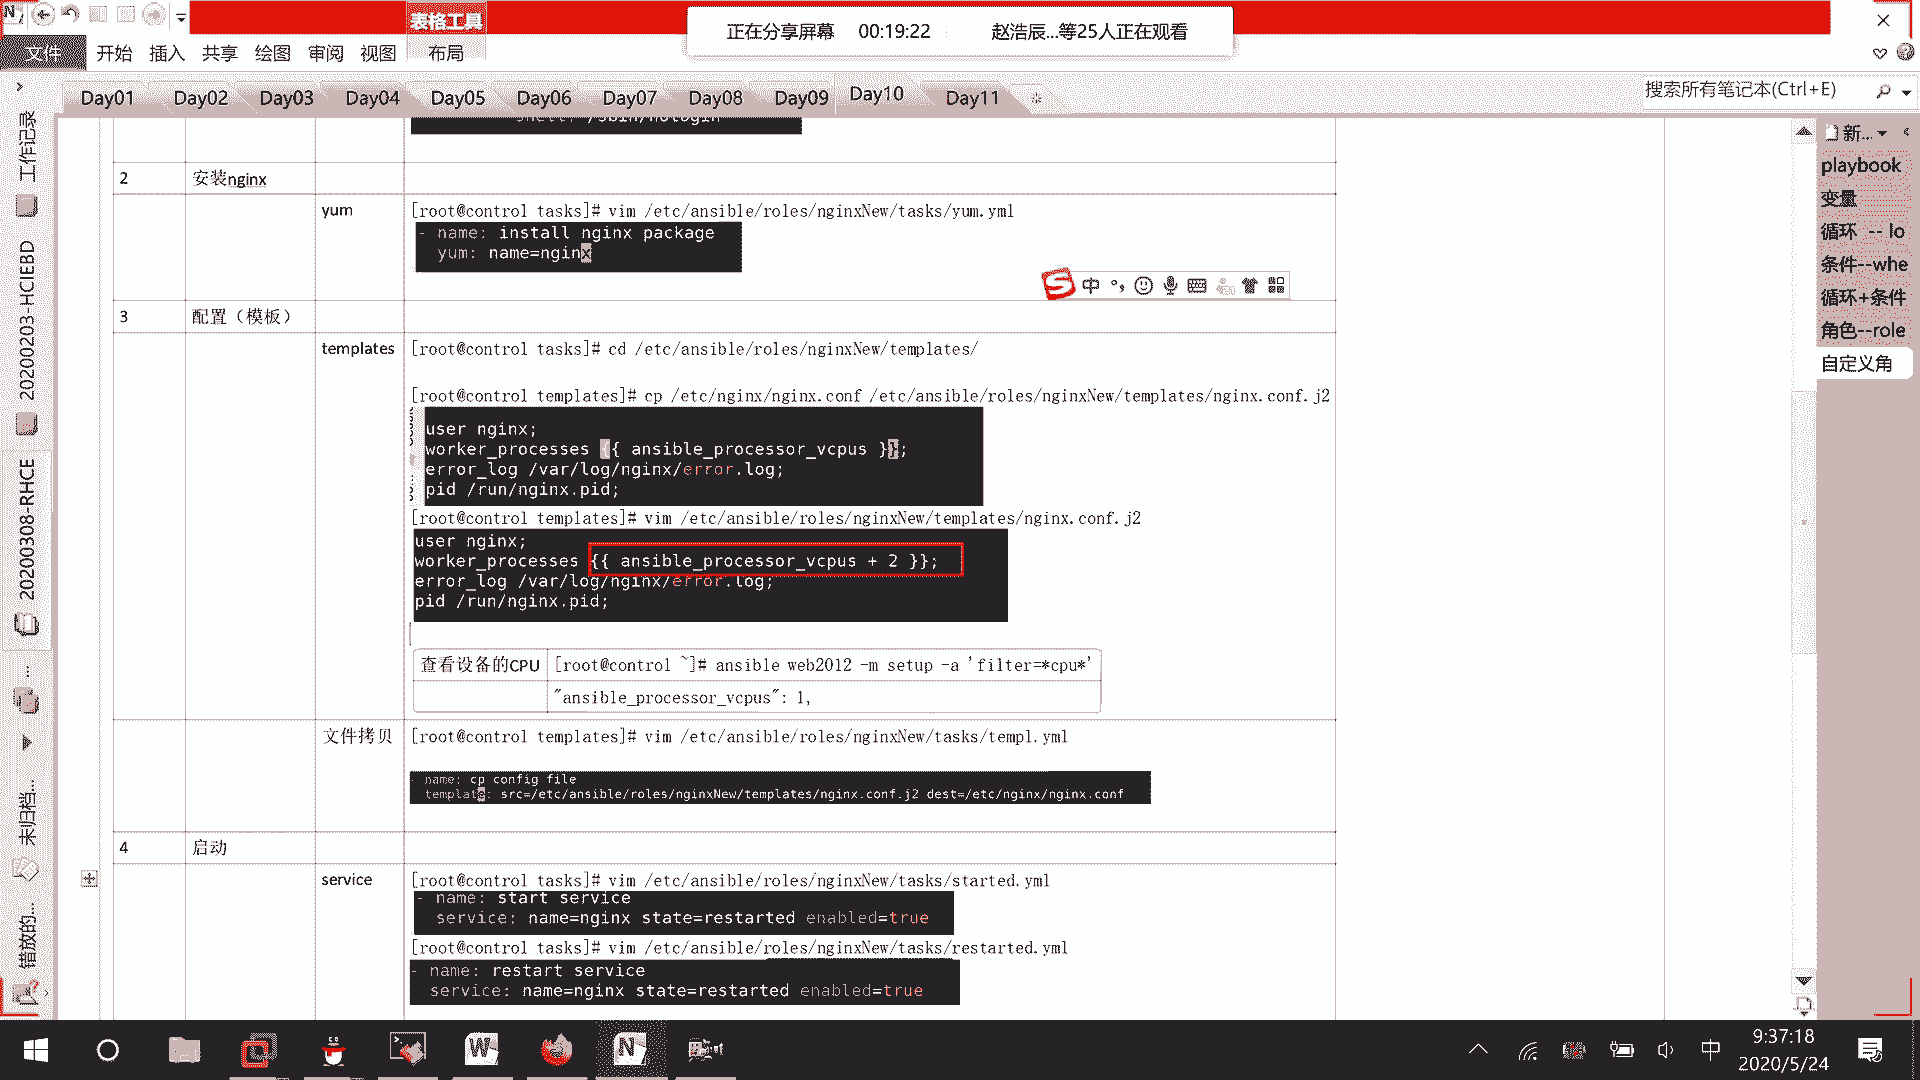 表格工具
正在分享屏幕 00:19:22 赵浩辰...等25人正在观看
文件 开始 插入 共享 绘图 审阅 视图 布局
Day01 Day02 Day03 Day04 Day05 Day06 Day07 Day08 Day09 Day10 Day11
搜索所有笔记本(Ctrl+E)
工作记录
20200203-HCIEBD
20200308-RHCE
...
未归档...
错放的...
新...
playbook
变量
循环 -- lo
条件--whe
循环+条件
角色--role
自定义角
shell: /sbin/nologin
2 安装nginx
yum [root@control tasks]# vim /etc/ansible/roles/nginxNew/tasks/yum.yml
- name: install nginx package
yum: name=nginx
中
3 配置（模板）
templates [root@control tasks]# cd /etc/ansible/roles/nginxNew/templates/
[root@control templates]# cp /etc/nginx/nginx.conf /etc/ansible/roles/nginxNew/templates/nginx.conf.j2
user nginx;
worker_processes {{ ansible_processor_vcpus }};
error_log /var/log/nginx/error.log;
pid /run/nginx.pid;
[root@control templates]# vim /etc/ansible/roles/nginxNew/templates/nginx.conf.j2
user nginx;
worker_processes {{ ansible_processor_vcpus + 2 }};
error_log /var/log/nginx/error.log;
pid /run/nginx.pid;
查看设备的CPU [root@control ~]# ansible web2012 -m setup -a 'filter=*cpu*'
"ansible_processor_vcpus": 1,
文件拷贝 [root@control templates]# vim /etc/ansible/roles/nginxNew/tasks/templ.yml
- name: cp config file
template: src=/etc/ansible/roles/nginxNew/templates/nginx.conf.j2 dest=/etc/nginx/nginx.conf
4 启动
service [root@control tasks]# vim /etc/ansible/roles/nginxNew/tasks/started.yml
- name: start service
service: name=nginx state=restarted enabled=true
[root@control tasks]# vim /etc/ansible/roles/nginxNew/tasks/restarted.yml
- name: restart service
service: name=nginx state=restarted enabled=true
中
9:37:18
2020/5/24